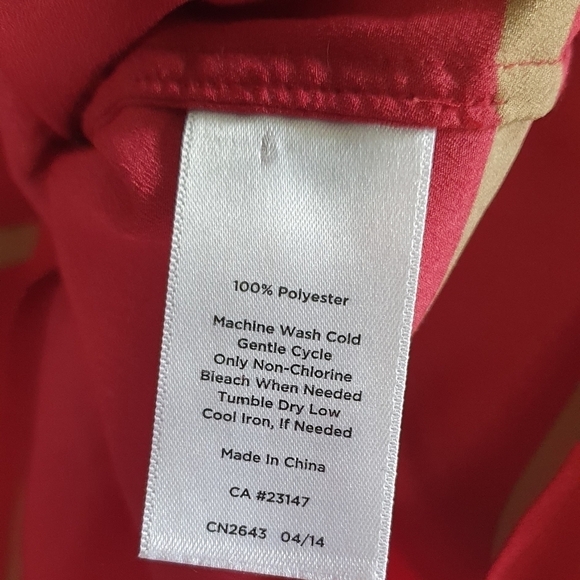 100% Polyester
Machine Wash Cold
Gentle Cycle
Only Non-Chlorine
Bleach When Needed
Tumble Dry Low
Cool Iron, If Needed
Made In China
CA #23147
CN2643 04/14